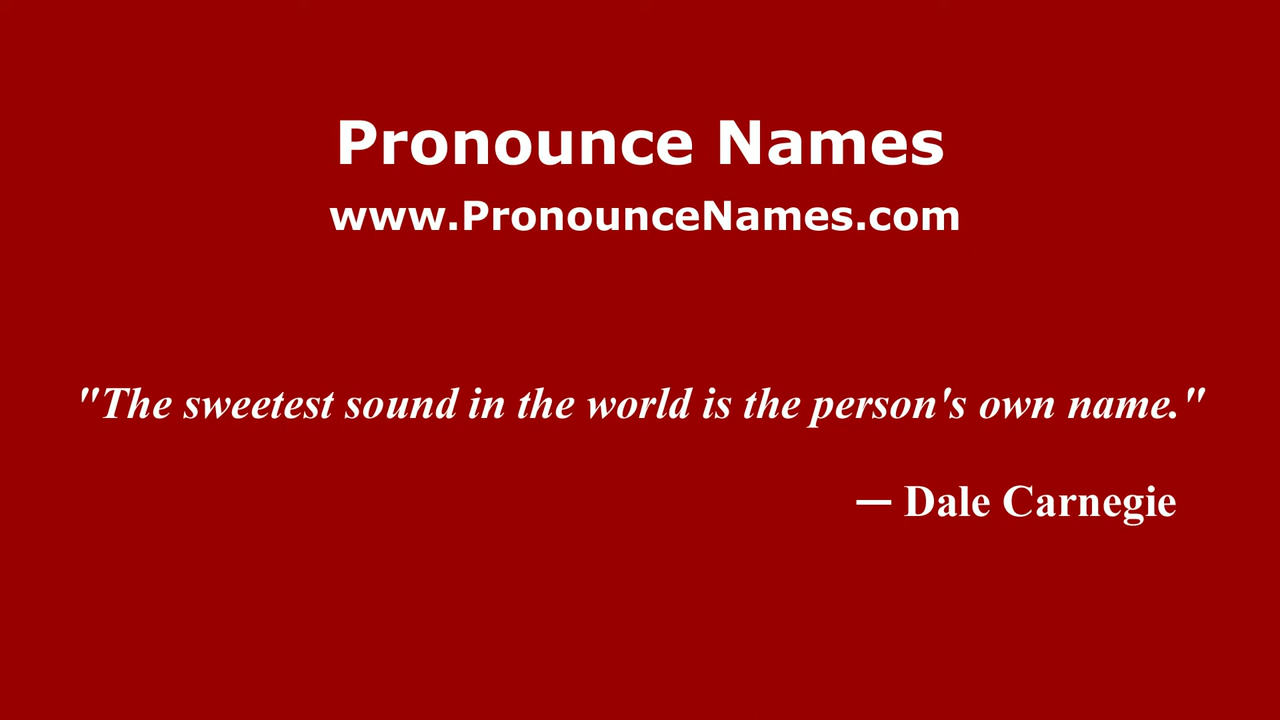 Pronounce Names
www.PronounceNames.com
"The sweetest sound in the world is the person's own name."
— Dale Carnegie